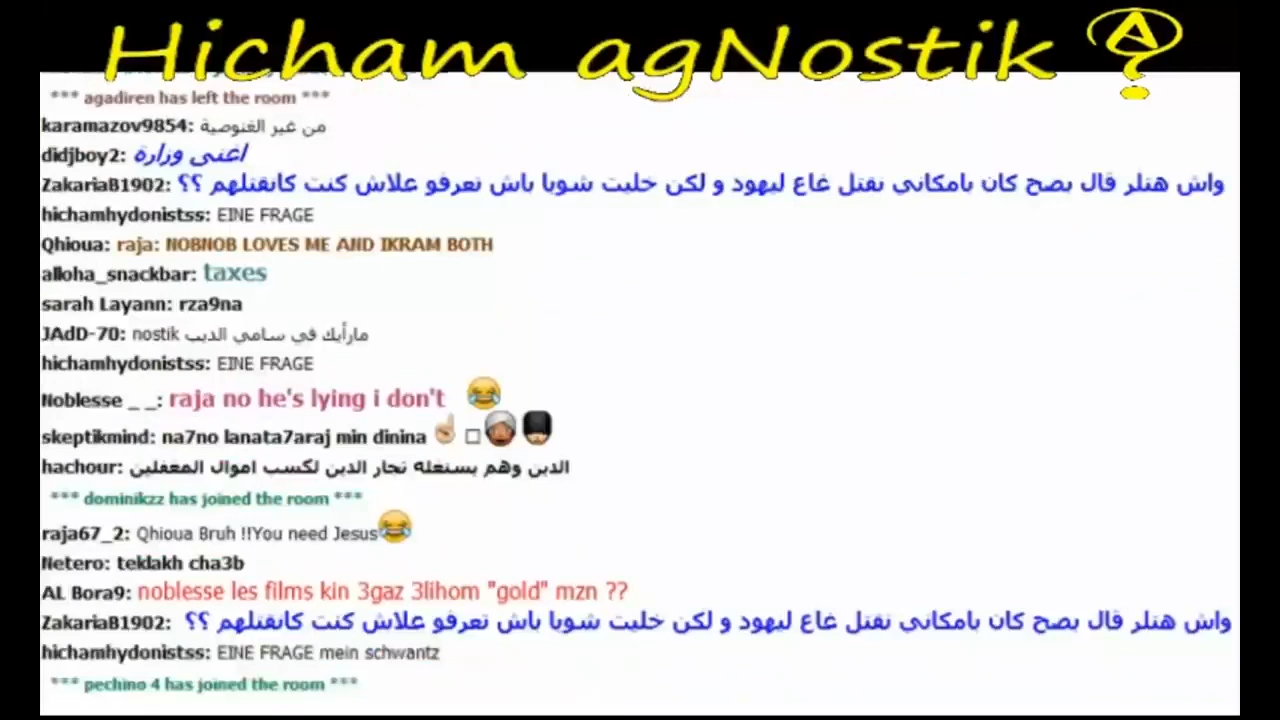 Hicham agNostik
*** agadiren has left the room ***
karamazov9854: من غير الغنوصية
didjboy2: اغنى وزارة
ZakariaB1902: واش هتلر قال بصح كان بامكاني نقتل غاع ليهود و لكن خليت شويا باش تعرفو علاش كنت كانقتلهم ؟؟
hichamhydonistss: EINE FRAGE
Qhioua: raja: NOBNOB LOVES ME AND IKRAM BOTH
alloha_snackbar: taxes
sarah Layann: rza9na
JAdD-70: nostik مارأيك في سامي الديب
hichamhydonistss: EINE FRAGE
Noblesse _ _: raja no he's lying i don't 😂
skeptikmind: na7no lanata7araj min dinina
hachour: الدين وهم يستغله تجار الدين لكسب اموال المغفلين
*** dominikzz has joined the room ***
raja67_2: Qhioua Bruh !!You need Jesus😂
Netero: teklakh cha3b
AL Bora9: noblesse les films kin 3gaz 3lihom "gold" mzn ??
ZakariaB1902: واش هتلر قال بصح كان بامكاني نقتل غاع ليهود و لكن خليت شويا باش تعرفو علاش كنت كانقتلهم ؟؟
hichamhydonistss: EINE FRAGE mein schwantz
*** pechino 4 has joined the room ***